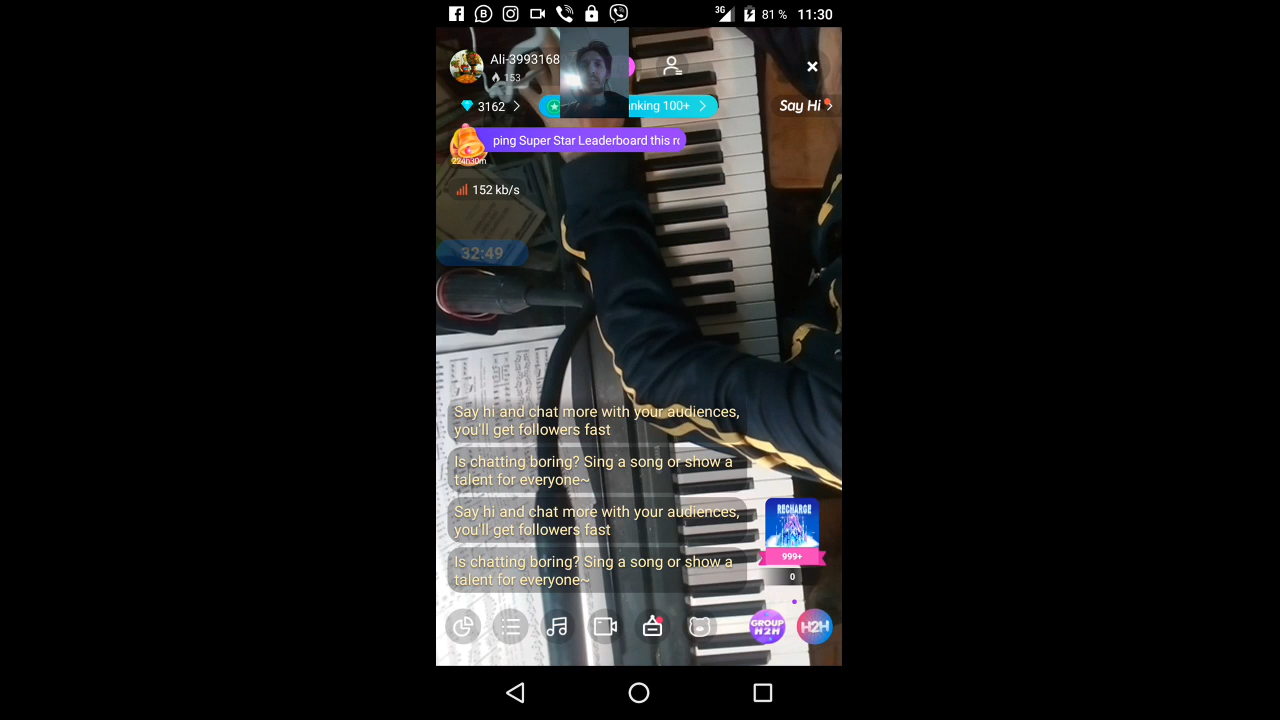 3G 81 % 11:30
Ali-3993168
153
3162
nking 100+
Say Hi
ping Super Star Leaderboard this r
152 kb/s
32:49
Say hi and chat more with your audiences,
you'll get followers fast
Is chatting boring? Sing a song or show a
talent for everyone~
Say hi and chat more with your audiences,
you'll get followers fast
RECHARGE
999+
Is chatting boring? Sing a song or show a
talent for everyone~
0
GROUP
H2H
H2H